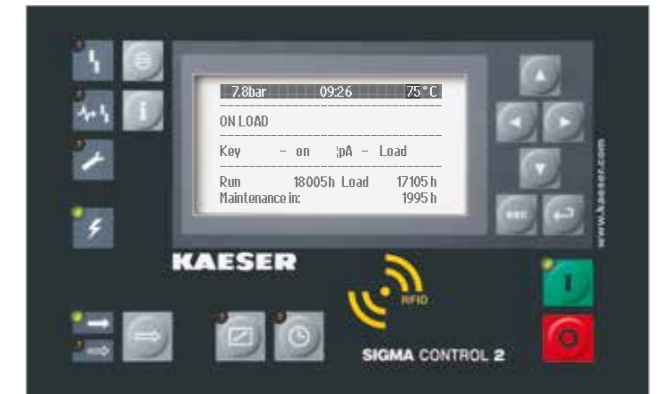 7.8bar 09:26 75°C
ON LOAD
Key - on ¦pA - Load
Run 18005h Load 17105h
Maintenance in: 1995h
www.kaeser.com
esc
KAESER
RFID
I
O
SIGMA CONTROL 2